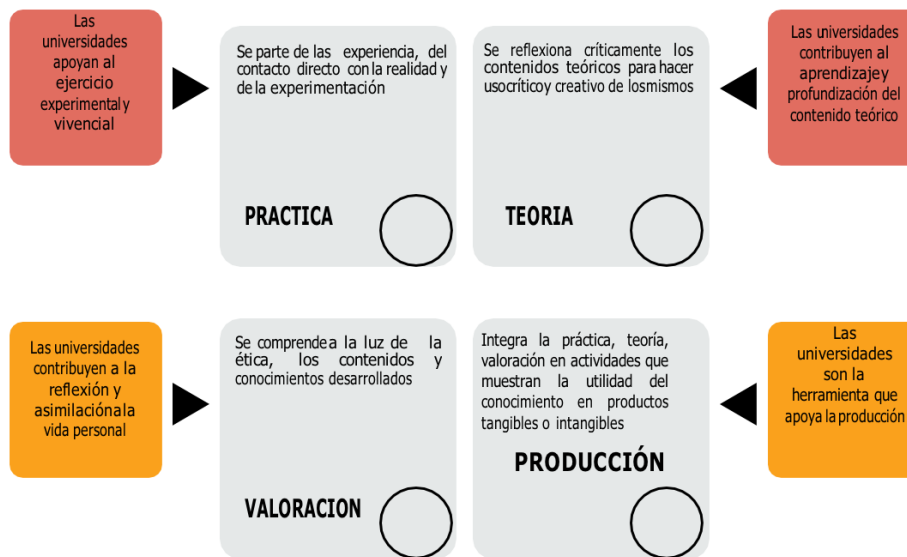 Las
universidades
apoyan al
ejercicio
experimentaly
vivencial
Se parte de las experiencia, del
contacto directo con la realidad y
de la experimentación
PRACTICA
Se reflexiona críticamente los
contenidos teóricos para hacer
usocríticoy creativo de losmismos
TEORIA
Las universidades
contribuyen al
aprendizajey
profundización del
contenido teórico
Las universidades
contribuyen a la
reflexión y
asimilaciónala
vida personal
Se comprendea la luz de la
ética, los contenidos y
conocimientos desarrollados
VALORACION
Integra la práctica, teoría,
valoración en actividades que
muestran la utilidad del
conocimiento en productos
tangibles o intangibles
PRODUCCIÓN
Las
universidades
son la
herramienta que
apoya la producción